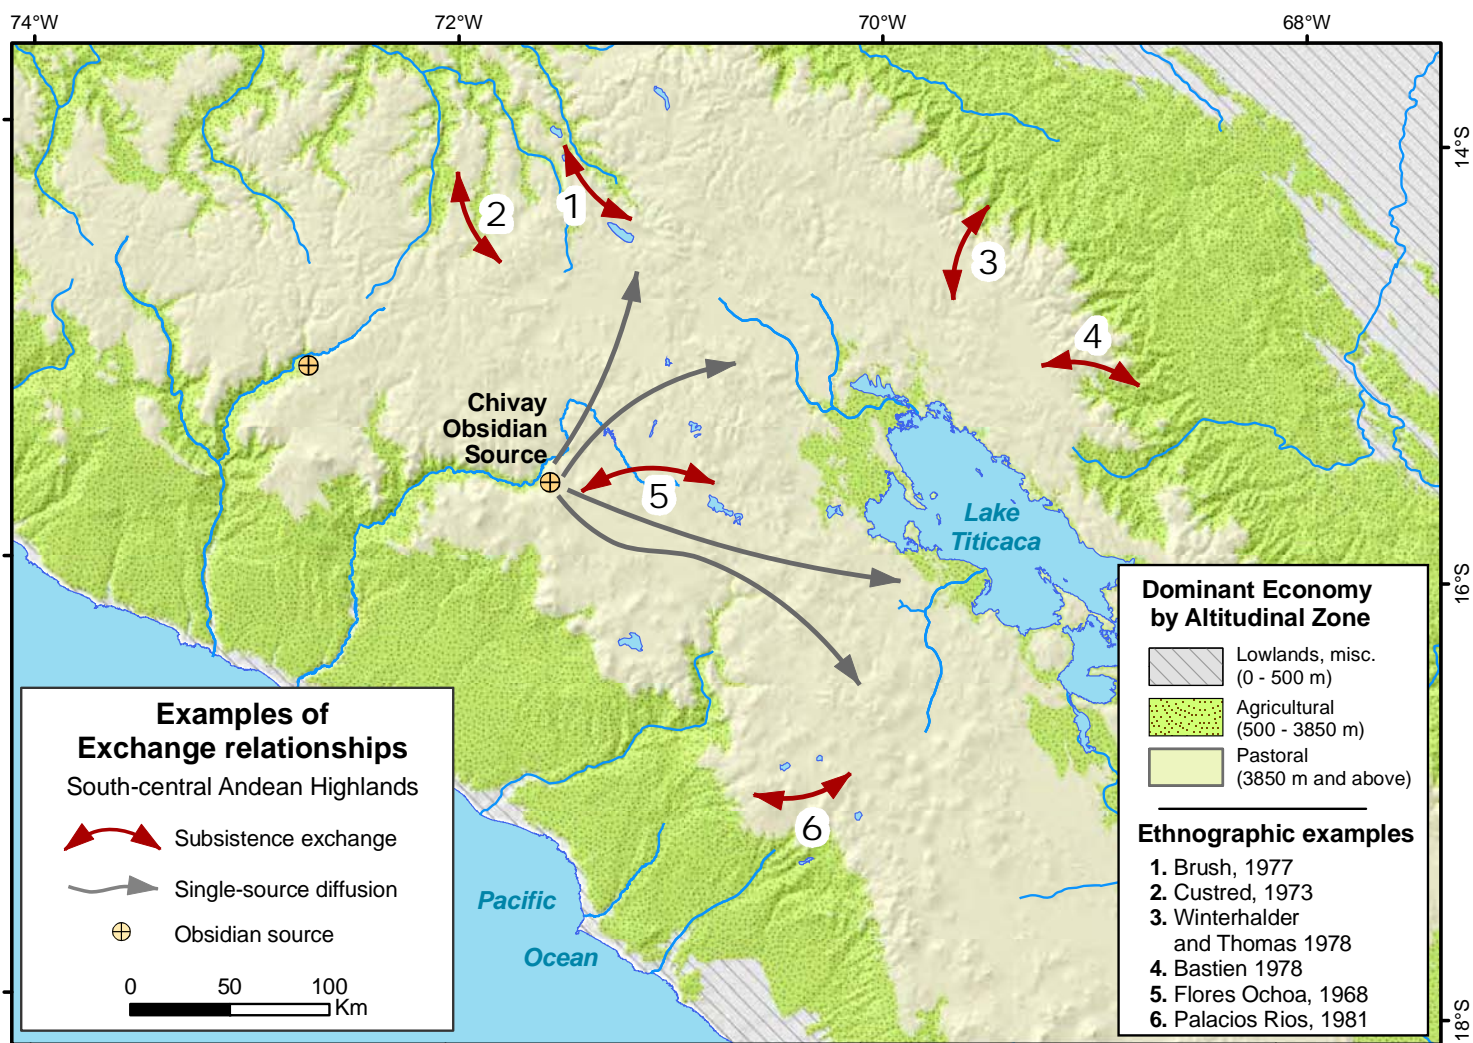 74°W
72°W
70°W
68°W
14°S
16°S
18°S
1
2
3
4
5
6
Chivay
Obsidian
Source
Lake
Titicaca
Pacific
Ocean
Examples of
Exchange relationships
South-central Andean Highlands
Subsistence exchange
Single-source diffusion
Obsidian source
0 50 100
Km
Dominant Economy
by Altitudinal Zone
Lowlands, misc.
(0 - 500 m)
Agricultural
(500 - 3850 m)
Pastoral
(3850 m and above)
Ethnographic examples
1. Brush, 1977
2. Custred, 1973
3. Winterhalder
and Thomas 1978
4. Bastien 1978
5. Flores Ochoa, 1968
6. Palacios Rios, 1981